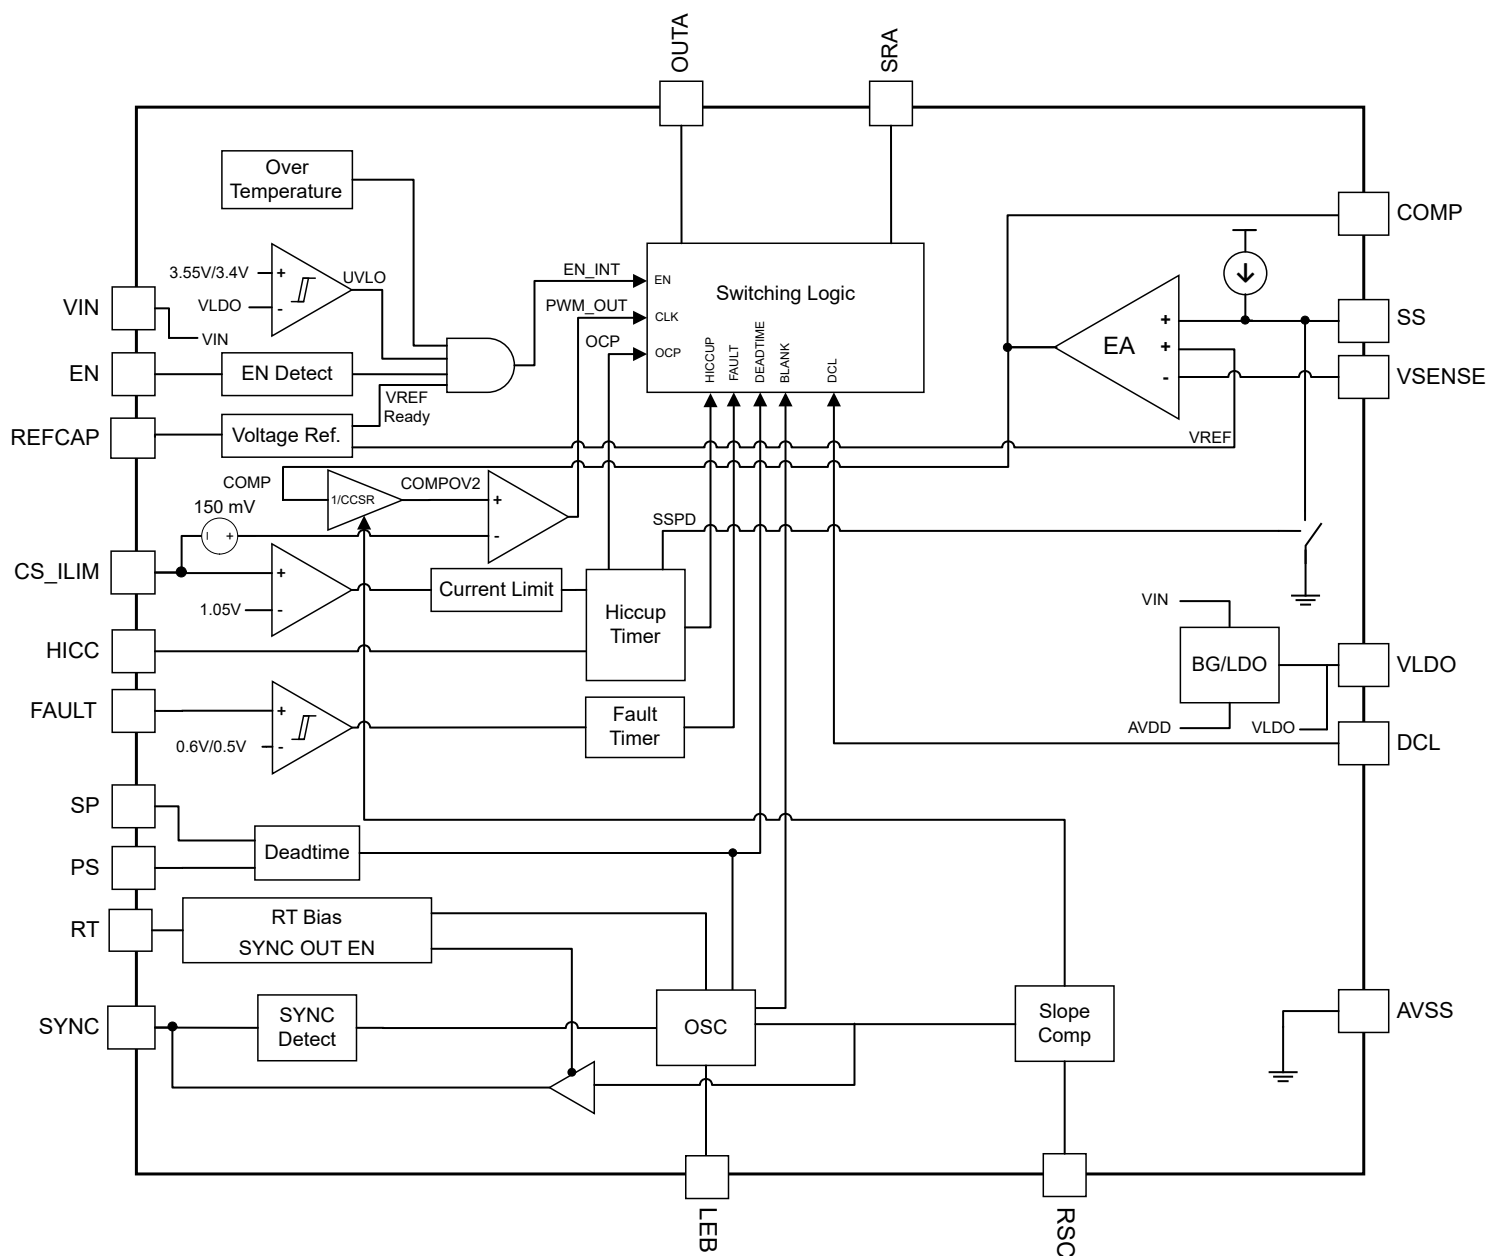 OUTA
SRA
Over
Temperature
COMP
3.55V/3.4V
+
UVLO
EN_INT
EN
Switching Logic
VIN
VLDO
-
VIN
PWM_OUT
CLK
+
SS
OCP
OCP
HICCUP
FAULT
DEADTIME
BLANK
DCL
EA
+
EN
EN Detect
-
VSENSE
VREF
Ready
REFCAP
Voltage Ref.
VREF
COMP
1/CCSR
COMPOV2
+
150 mV
- +
-
SSPD
CS_ILIM
+
Current Limit
1.05V
-
Hiccup
Timer
VIN
HICC
BG/LDO
VLDO
FAULT
+
Fault
Timer
AVDD
VLDO
0.6V/0.5V
-
DCL
SP
Deadtime
PS
RT
RT Bias
SYNC OUT EN
SYNC
SYNC
Detect
OSC
Slope
Comp
AVSS
LEB
RSC